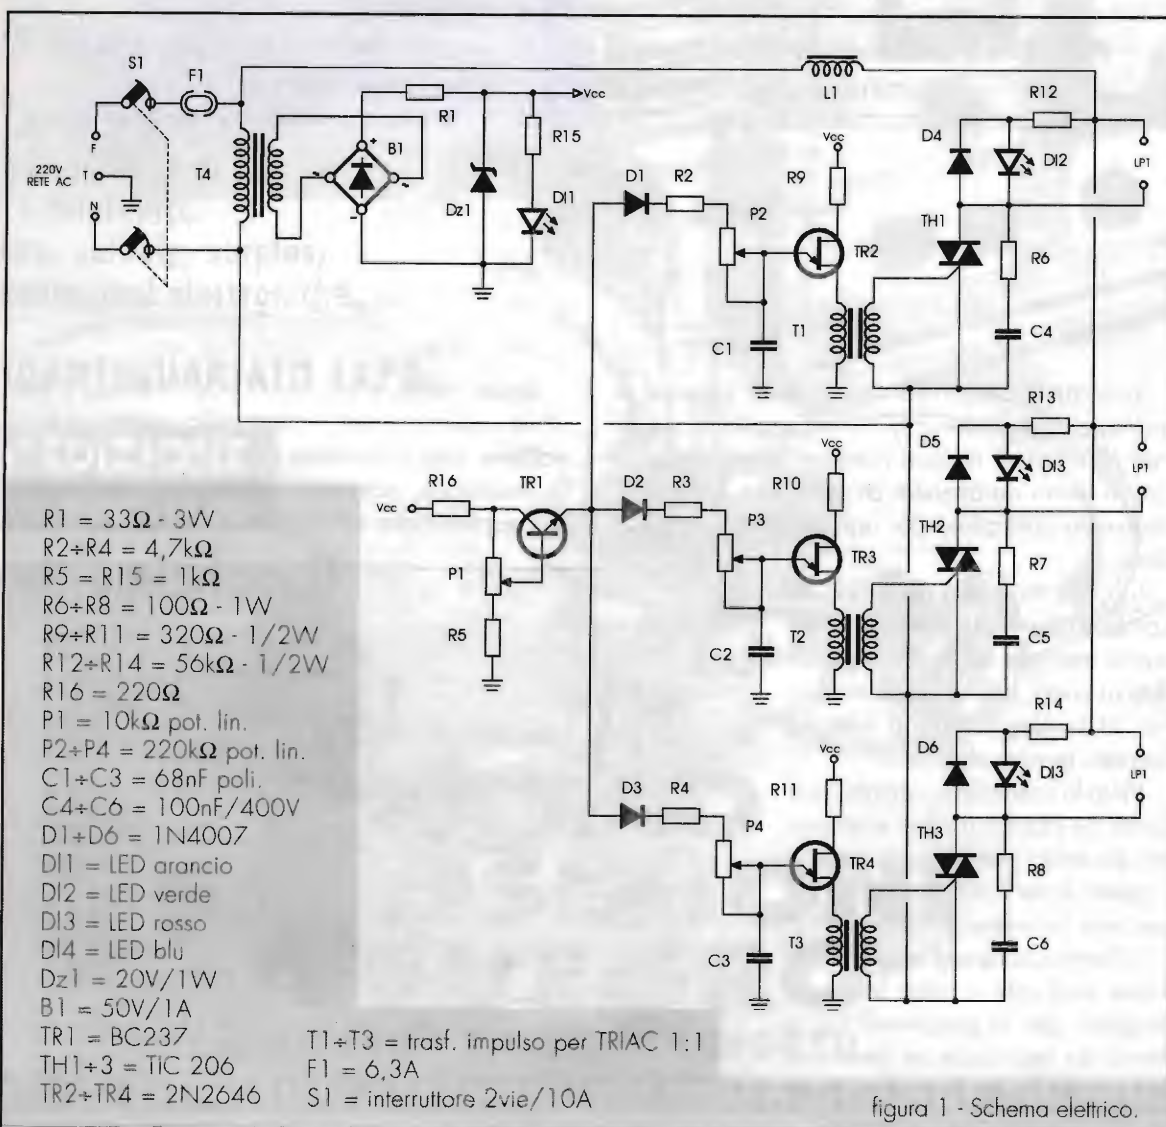 S1
F1
L1
R12
Vcc
R1
D4
DI2
LP1
F
B1
R15
Vcc
220V
RETE AC
T
T4
D1
R2
P2
R9
Dz1
DI1
TH1
N
TR2
R6
T1
C1
C4
R13
Vcc
D5
DI3
LP1
R16
TR1
D2
R3
R10
Vcc
P3
TH2
P1
TR3
R7
R5
T2
C2
C5
R14
Vcc
D6
DI3
LP1
D3
R4
R11
P4
TH3
TR4
R8
T3
C3
C6
R1 = 33Ω - 3W
R2÷R4 = 4,7kΩ
R5 = R15 = 1kΩ
R6÷R8 = 100Ω - 1W
R9÷R11 = 320Ω - 1/2W
R12÷R14 = 56kΩ - 1/2W
R16 = 220Ω
P1 = 10kΩ pot. lin.
P2÷P4 = 220kΩ pot. lin.
C1÷C3 = 68nF poli.
C4÷C6 = 100nF/400V
D1÷D6 = 1N4007
DI1 = LED arancio
DI2 = LED verde
DI3 = LED rosso
DI4 = LED blu
Dz1 = 20V/1W
B1 = 50V/1A
TR1 = BC237
TH1÷3 = TIC 206
TR2÷TR4 = 2N2646
T1÷T3 = trasf. impulso per TRIAC 1:1
F1 = 6,3A
S1 = interruttore 2vie/10A
figura 1 - Schema elettrico.